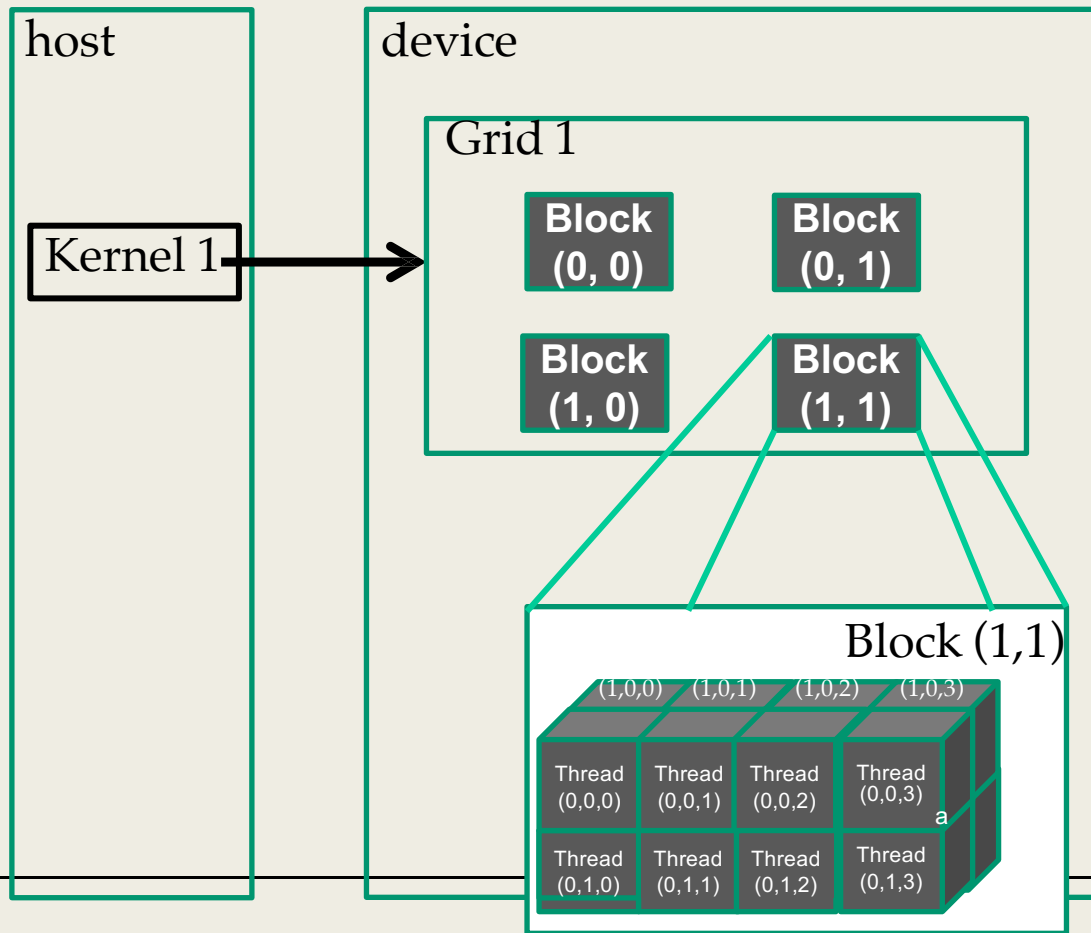 host
device
Grid 1
Kernel 1
Block
(0, 0)
Block
(0, 1)
Block
(1, 0)
Block
(1, 1)
Block (1,1)
(1,0,0)
(1,0,1)
(1,0,2)
(1,0,3)
Thread
(0,0,0)
Thread
(0,0,1)
Thread
(0,0,2)
Thread
(0,0,3)
a
Thread
(0,1,0)
Thread
(0,1,1)
Thread
(0,1,2)
Thread
(0,1,3)